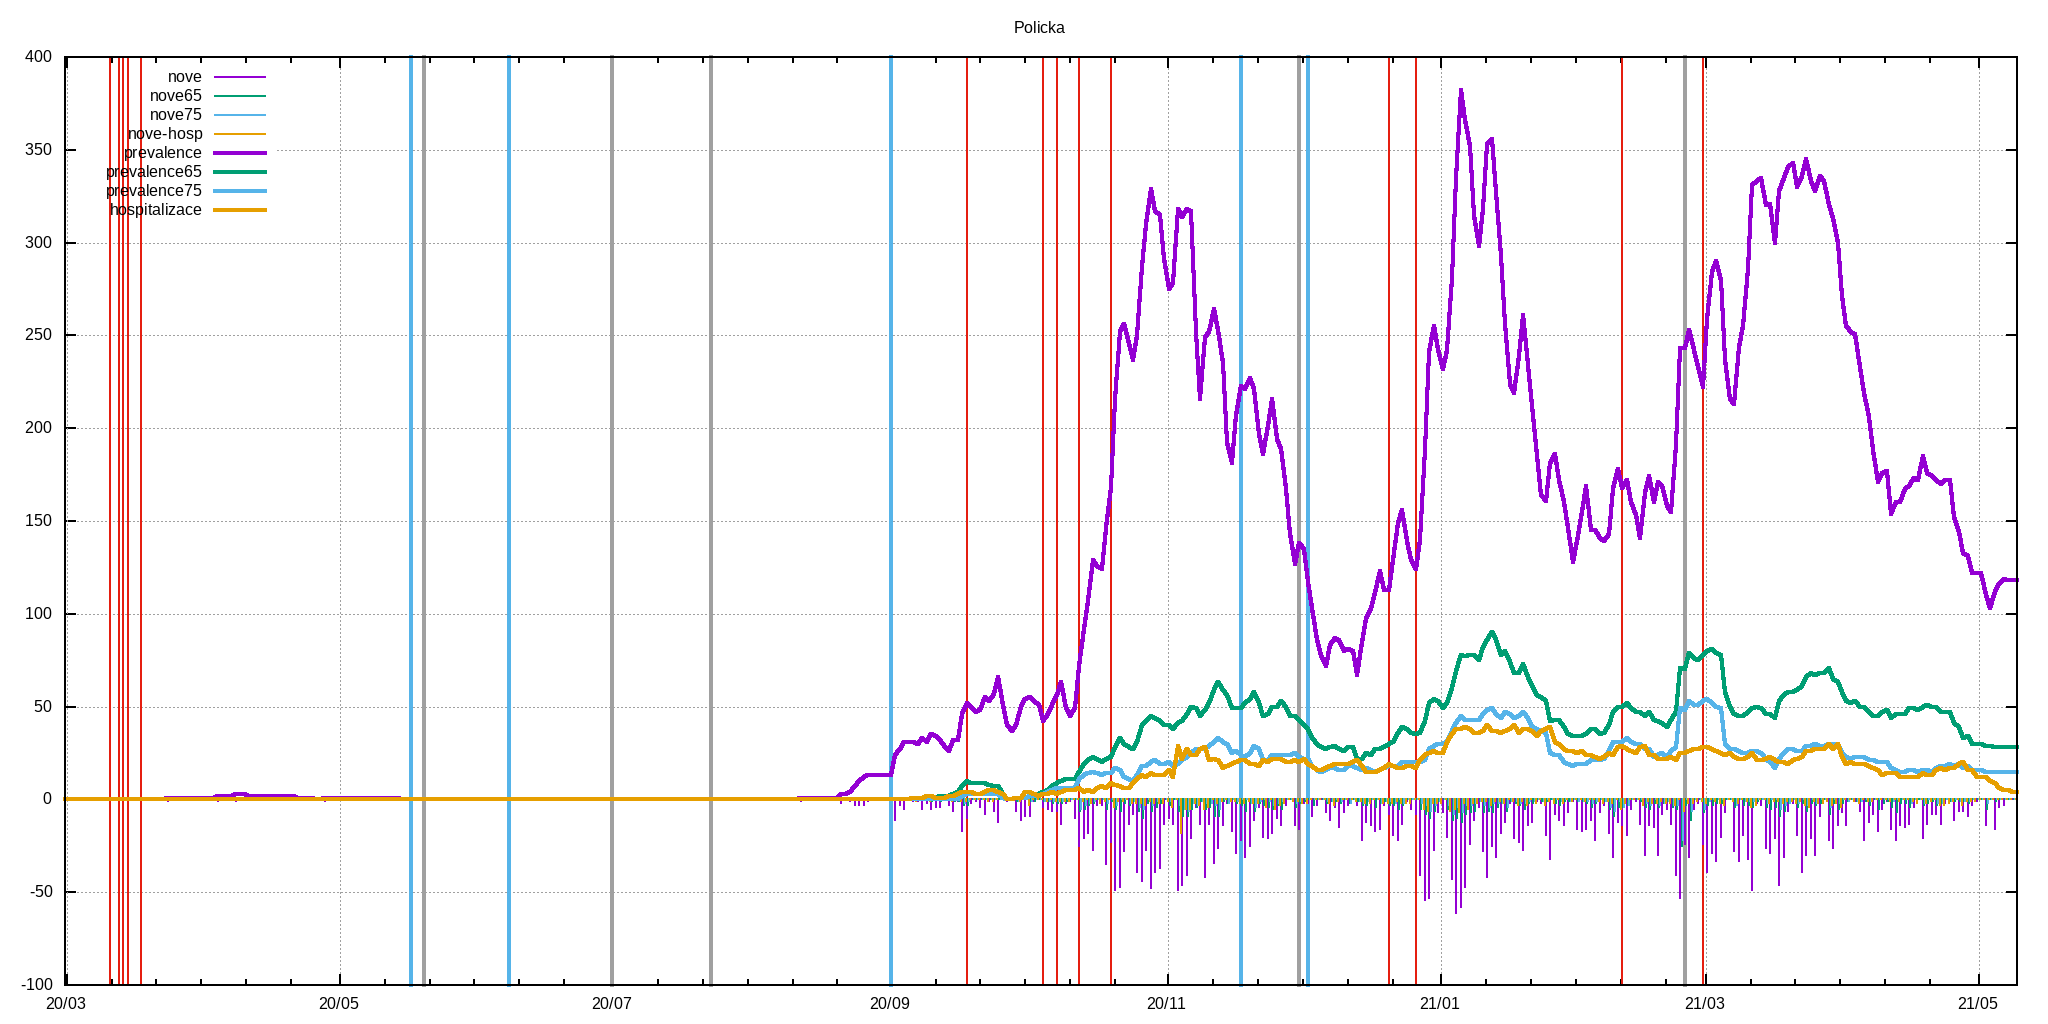 Policka
400
350
300
250
200
150
100
50
0
-50
-100
nove
nove65
nove75
nove-hosp
prevalence
prevalence65
prevalence75
hospitalizace
20/03 20/05 20/07 20/09 20/11 21/01 21/03 21/05